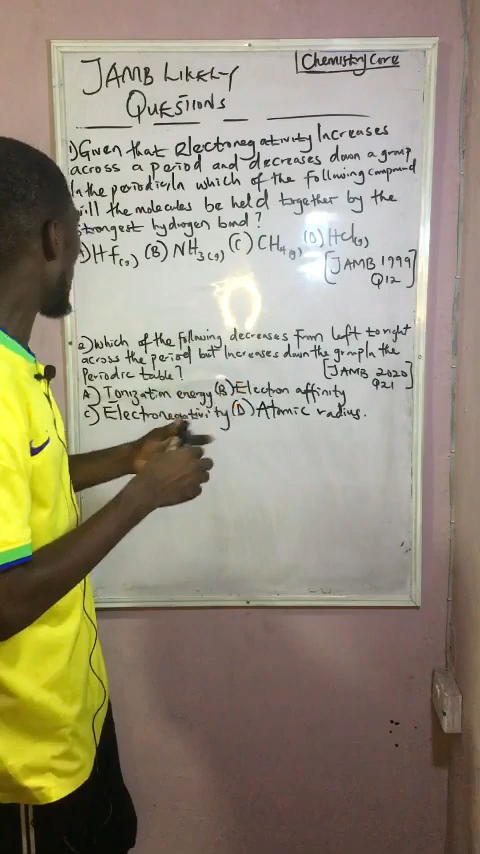 JAMB LIKELY
Chemistry Core
QUESTIONS
1) Given that Electronegativity Increases
across a period and decreases down a group
In the periodic, In which of the following compound
will the molecules be held together by the
strongest hydrogen bond?
A) HF(g) (B) NH3(g) (C) CH4(g) (D) HCl(g)
[JAMB 1999
Q12]
2) Which of the following decreases from left to right
across the period but Increases down the group In the
Periodic table? [JAMB 2020
Q21]
A) Ionization energy (B) Electron affinity
C) Electronegativity (D) Atomic radius.